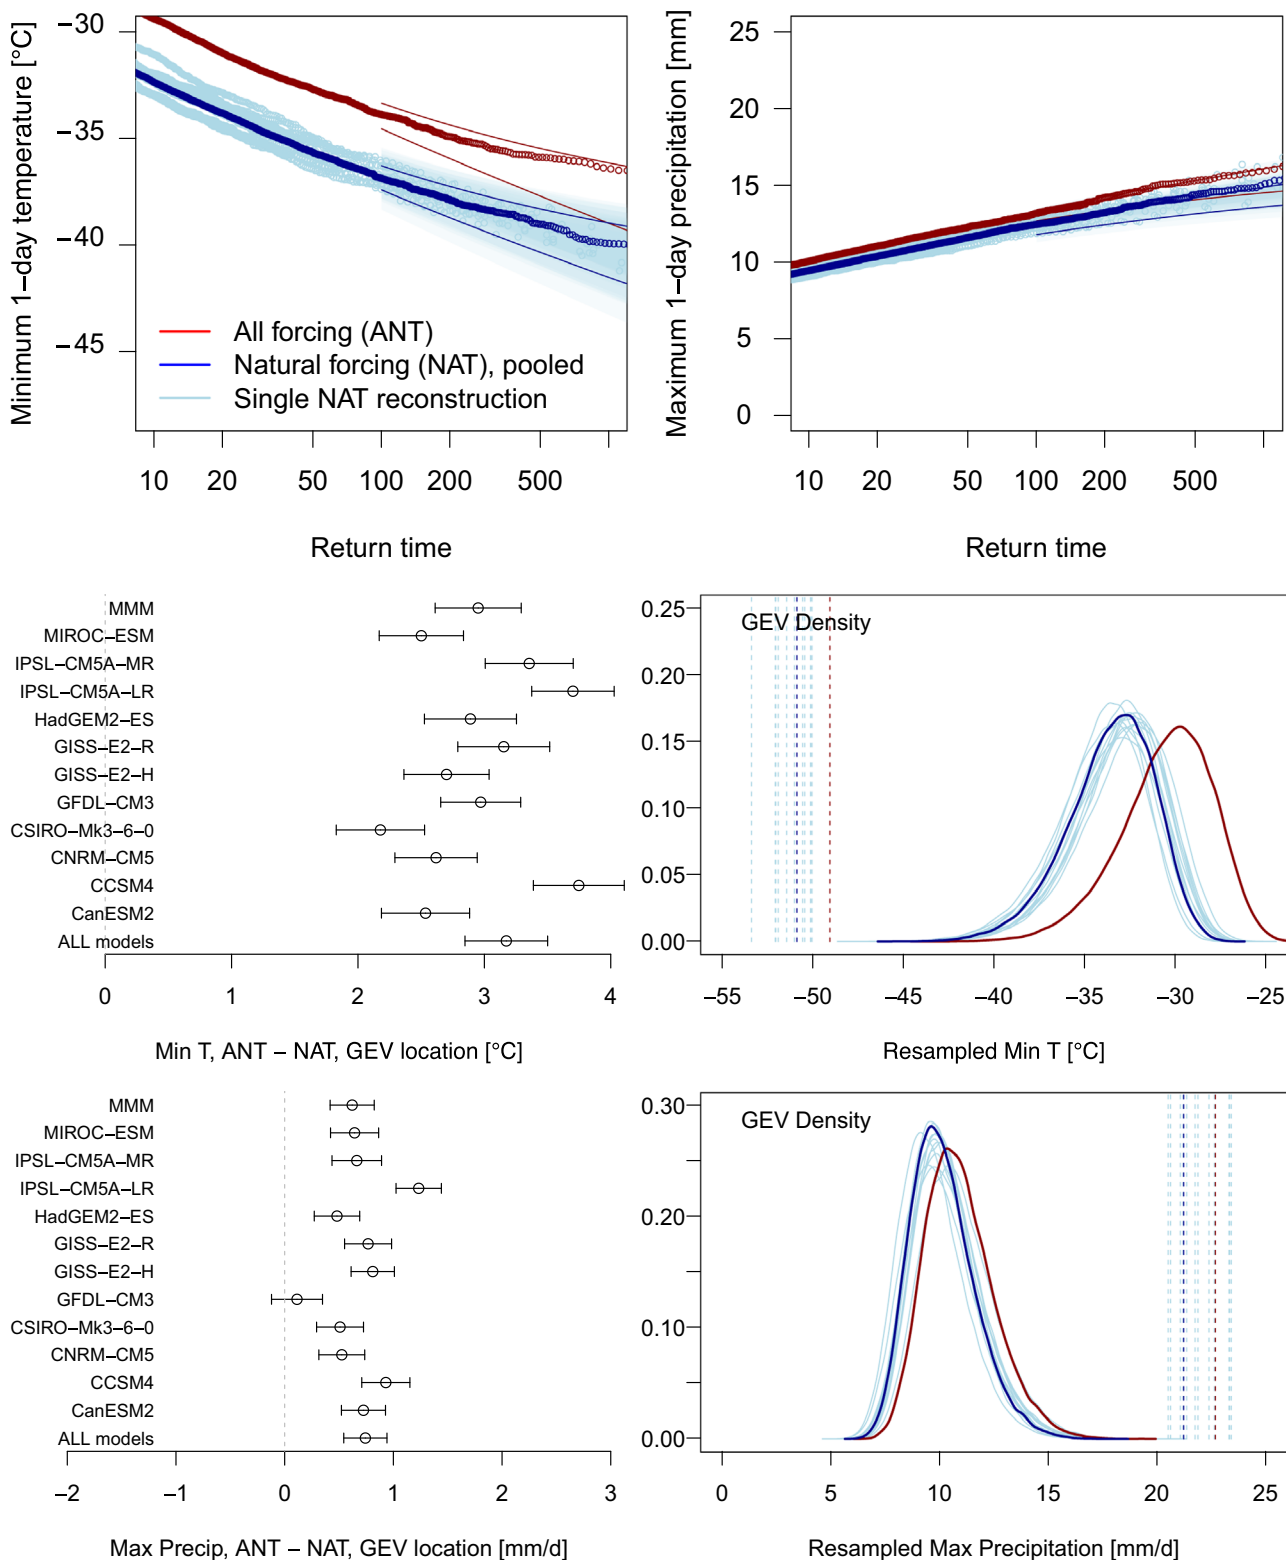 Minimum 1–day temperature [°C]
−30
−35
−40
−45
All forcing (ANT)
Natural forcing (NAT), pooled
Single NAT reconstruction
10 20 50 100 200 500
Return time
Maximum 1–day precipitation [mm]
25
20
15
10
5
0
10 20 50 100 200 500
Return time
MMM
MIROC−ESM
IPSL−CM5A−MR
IPSL−CM5A−LR
HadGEM2−ES
GISS−E2−R
GISS−E2−H
GFDL−CM3
CSIRO−Mk3−6−0
CNRM−CM5
CCSM4
CanESM2
ALL models
0 1 2 3 4
Min T, ANT − NAT, GEV location [°C]
GEV Density
0.25
0.20
0.15
0.10
0.05
0.00
−55 −50 −45 −40 −35 −30 −25
Resampled Min T [°C]
MMM
MIROC−ESM
IPSL−CM5A−MR
IPSL−CM5A−LR
HadGEM2−ES
GISS−E2−R
GISS−E2−H
GFDL−CM3
CSIRO−Mk3−6−0
CNRM−CM5
CCSM4
CanESM2
ALL models
−2 −1 0 1 2 3
Max Precip, ANT − NAT, GEV location [mm/d]
GEV Density
0.30
0.20
0.10
0.00
0 5 10 15 20 25
Resampled Max Precipitation [mm/d]